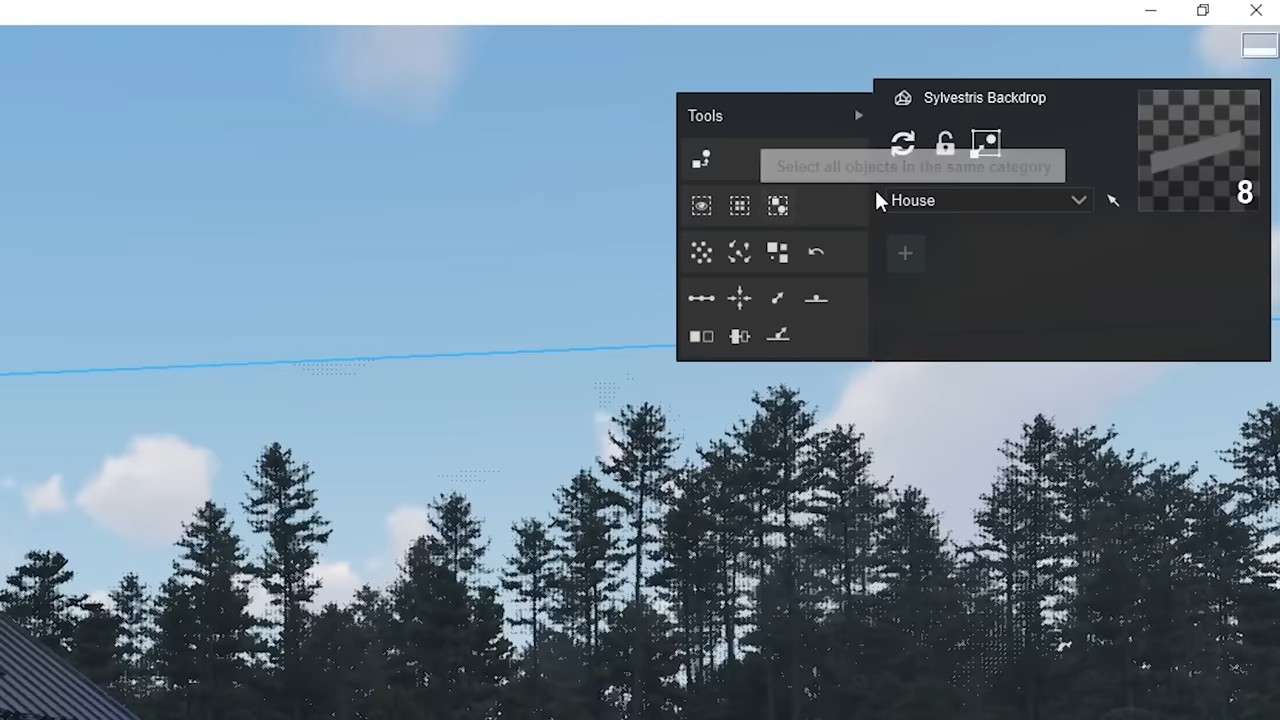 Sylvestris Backdrop
Tools
Select all objects in the same category
House
8